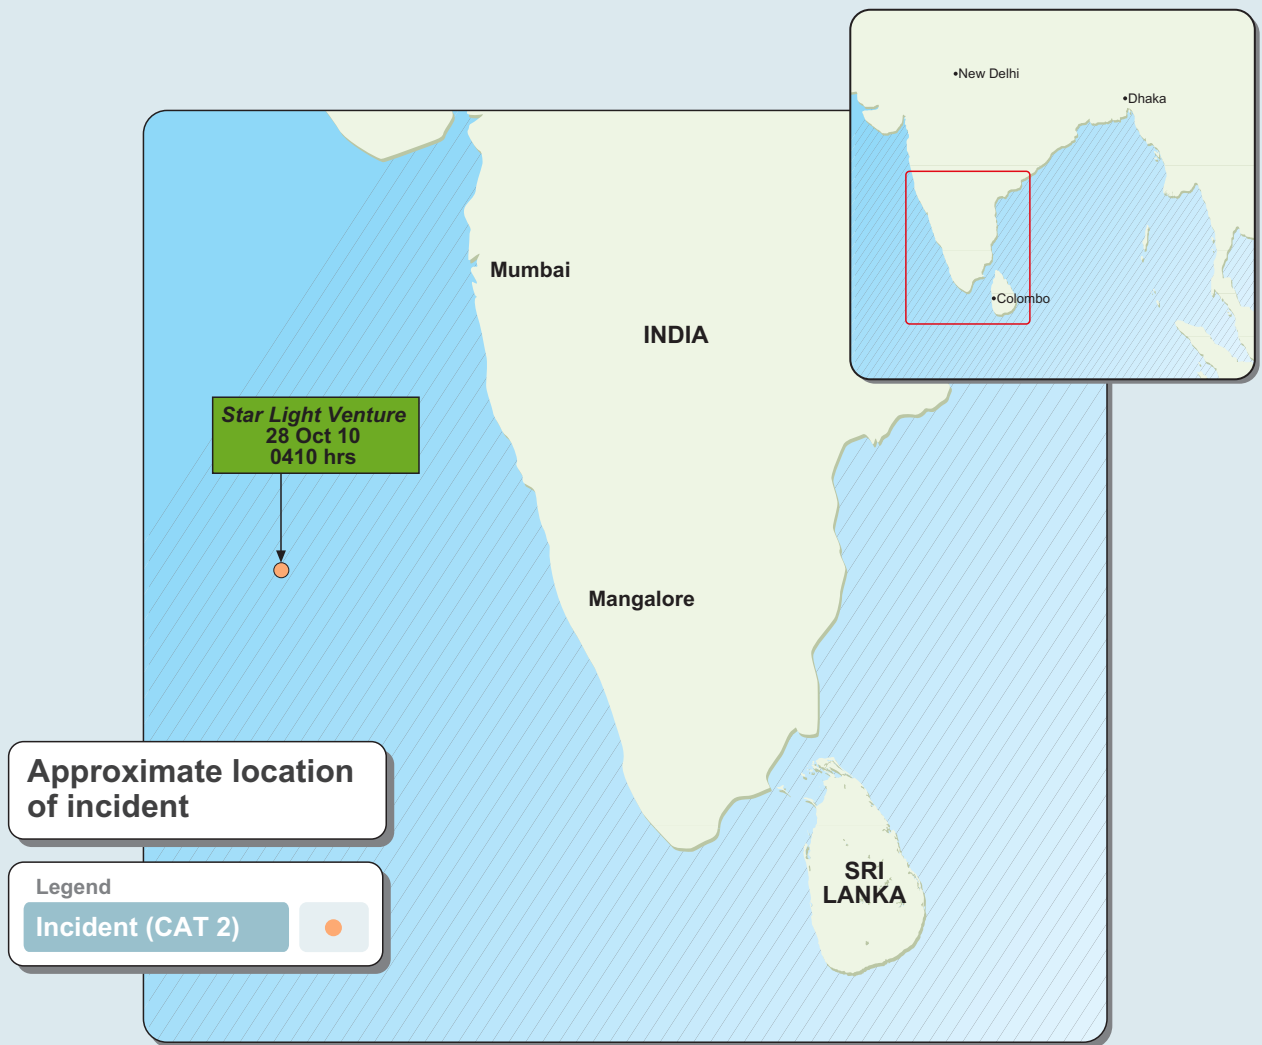 •New Delhi
•Dhaka
•Colombo
Mumbai
INDIA
Star Light Venture
28 Oct 10
0410 hrs
Mangalore
Approximate location
of incident
SRI
LANKA
Legend
Incident (CAT 2)